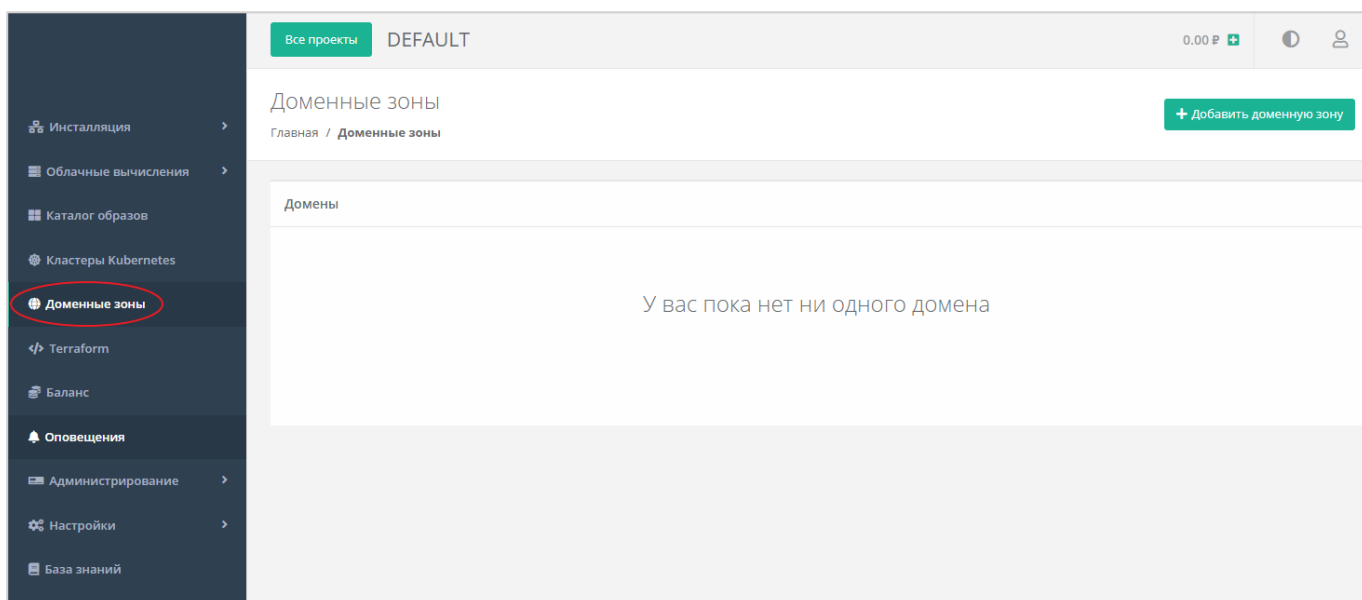 Все проекты
DEFAULT
0.00 ₽
Доменные зоны
Главная / Доменные зоны
+ Добавить доменную зону
Инсталляция
Облачные вычисления
Каталог образов
Кластеры Kubernetes
Доменные зоны
</> Terraform
Баланс
Оповещения
Администрирование
Настройки
База знаний
Домены
У вас пока нет ни одного домена